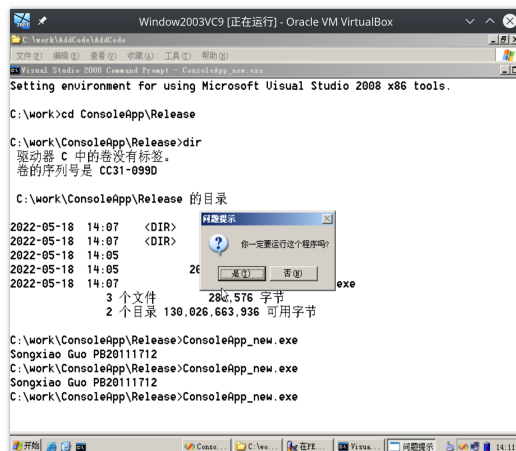 Window2003VC9 [正在运行] - Oracle VM VirtualBox
C:\work\AddCode\AddCode
文件(F) 编辑(E) 查看(V) 收藏(A) 工具(T) 帮助(H)
Visual Studio 2008 Command Prompt - ConsoleApp_new.exe
Setting environment for using Microsoft Visual Studio 2008 x86 tools.
C:\work>cd ConsoleApp\Release
C:\work\ConsoleApp\Release>dir
驱动器 C 中的卷没有标签。
卷的序列号是 CC31-099D
C:\work\ConsoleApp\Release 的目录
2022-05-18 14:07 <DIR>
2022-05-18 14:07 <DIR>
2022-05-18 14:05
2022-05-18 14:05
2022-05-18 14:07 exe
3 个文件 576 字节
2 个目录 130,026,663,936 可用字节
问题提示
你一定要运行这个程序吗?
是(Y) 否(N)
C:\work\ConsoleApp\Release>ConsoleApp_new.exe
Songxiao Guo PB20111712
C:\work\ConsoleApp\Release>ConsoleApp_new.exe
Songxiao Guo PB20111712
C:\work\ConsoleApp\Release>ConsoleApp_new.exe
开始 Conso... C:\wo... 在PE... Visua... 问题提示 14:11